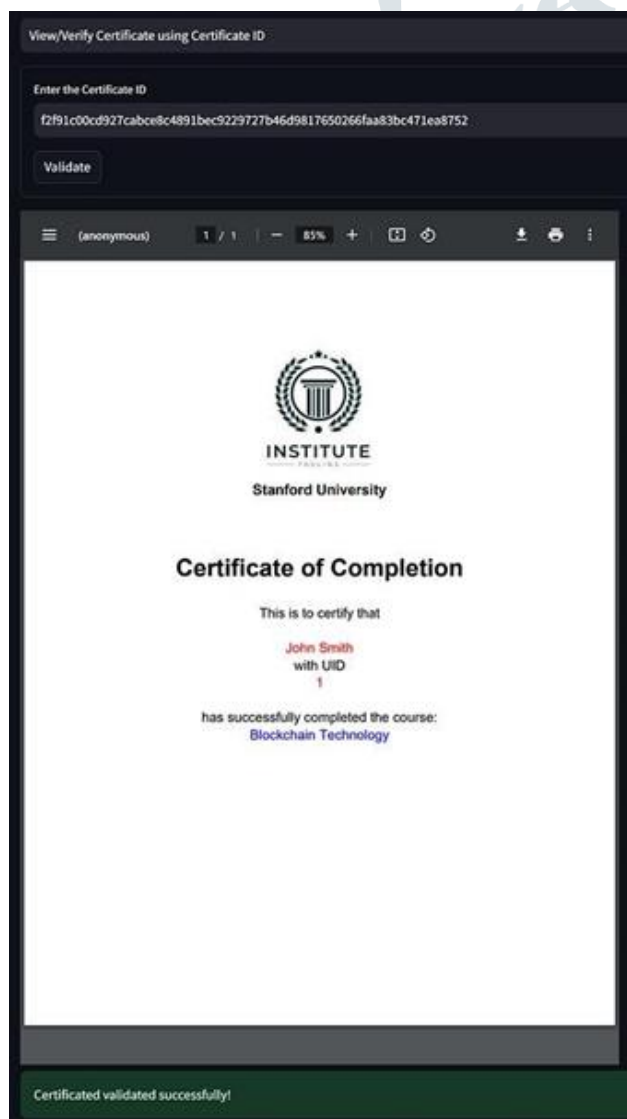 View/Verify Certificate using Certificate ID
Enter the Certificate ID
f2f91c00cd927cabce8c4891bec9229727b46d9817650266faa83bc471ea8752
Validate
(anonymous) 1 / 1 − 85% +
INSTITUTE
Stanford University
Certificate of Completion
This is to certify that
John Smith
with UID
1
has successfully completed the course:
Blockchain Technology
Certificated validated successfully!